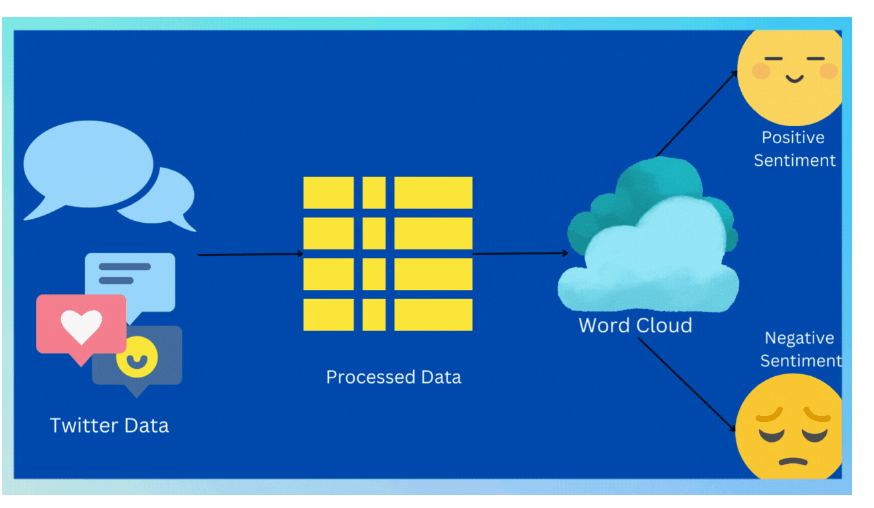 Twitter Data
Processed Data
Word Cloud
Positive
Sentiment
Negative
Sentiment